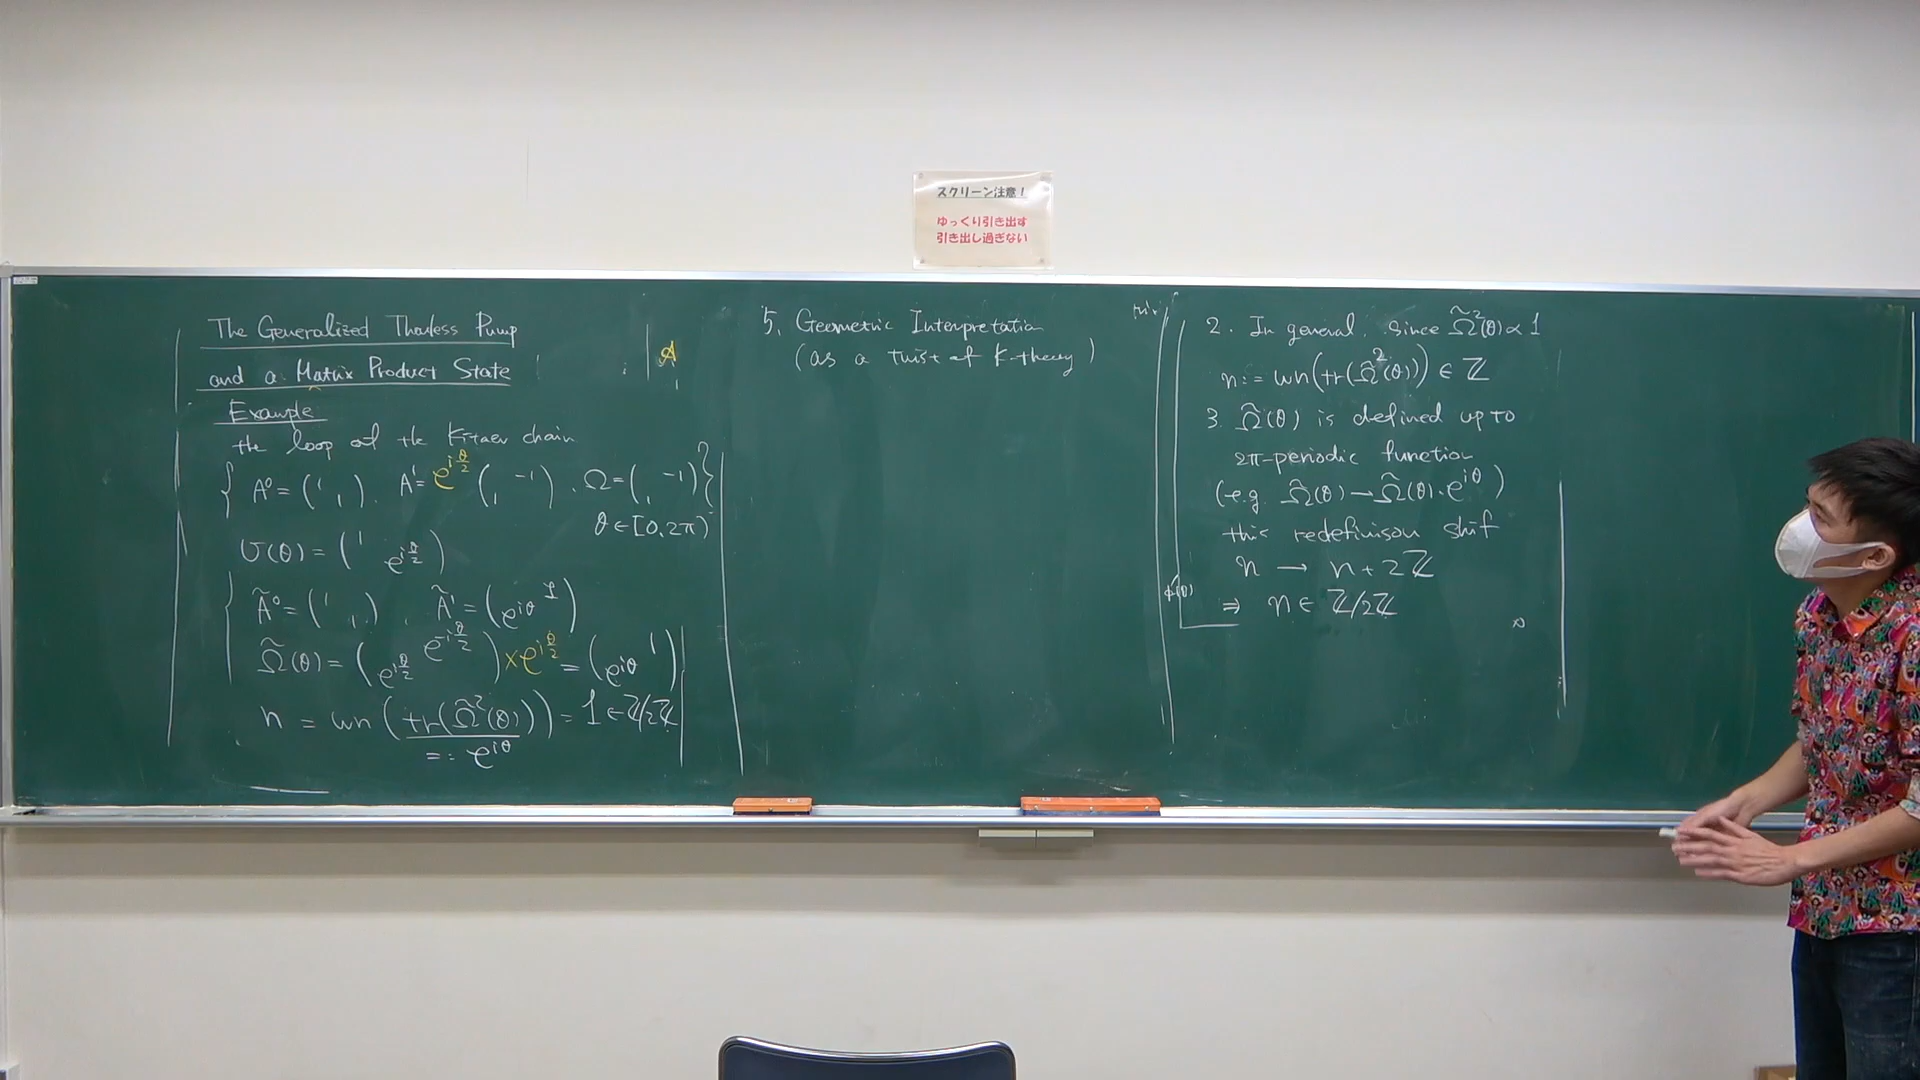 スクリーン注意!
ゆっくり引き出す
引き出し過ぎない
The Generalized Thouless Pump
and a Matrix Product State
Example
the loop of the Kitaev chain
{ A⁰ = (¹ ₁), A¹ = e^{iθ/2} (₁ ⁻¹), Ω = (₁ ⁻¹) }
θ ∈ [0, 2π)
U(θ) = (¹ e^{iθ/2})
Ã⁰ = (¹ ₁), Ã¹ = (e^{iθ} ¹)
Ω̃(θ) = (e^{iθ/2} e^{-iθ/2}) × e^{iθ/2} = (e^{iθ} ¹)
n = wn(tr(Ω̃²(θ))) = 1 ∈ ℤ/2ℤ
=: e^{iθ}
5. Geometric Interpretation
(as a twist of K-theory)
2. In general, since Ω̃²(θ) ∝ 1
n := wn(tr(Ω̃²(θ))) ∈ ℤ
3. Ω̃(θ) is defined up to
2π-periodic function
(e.g. Ω̃(θ) → Ω̃(θ)·e^{iθ})
this redefinison shif
n → n + 2ℤ
⇒ n ∈ ℤ/2ℤ